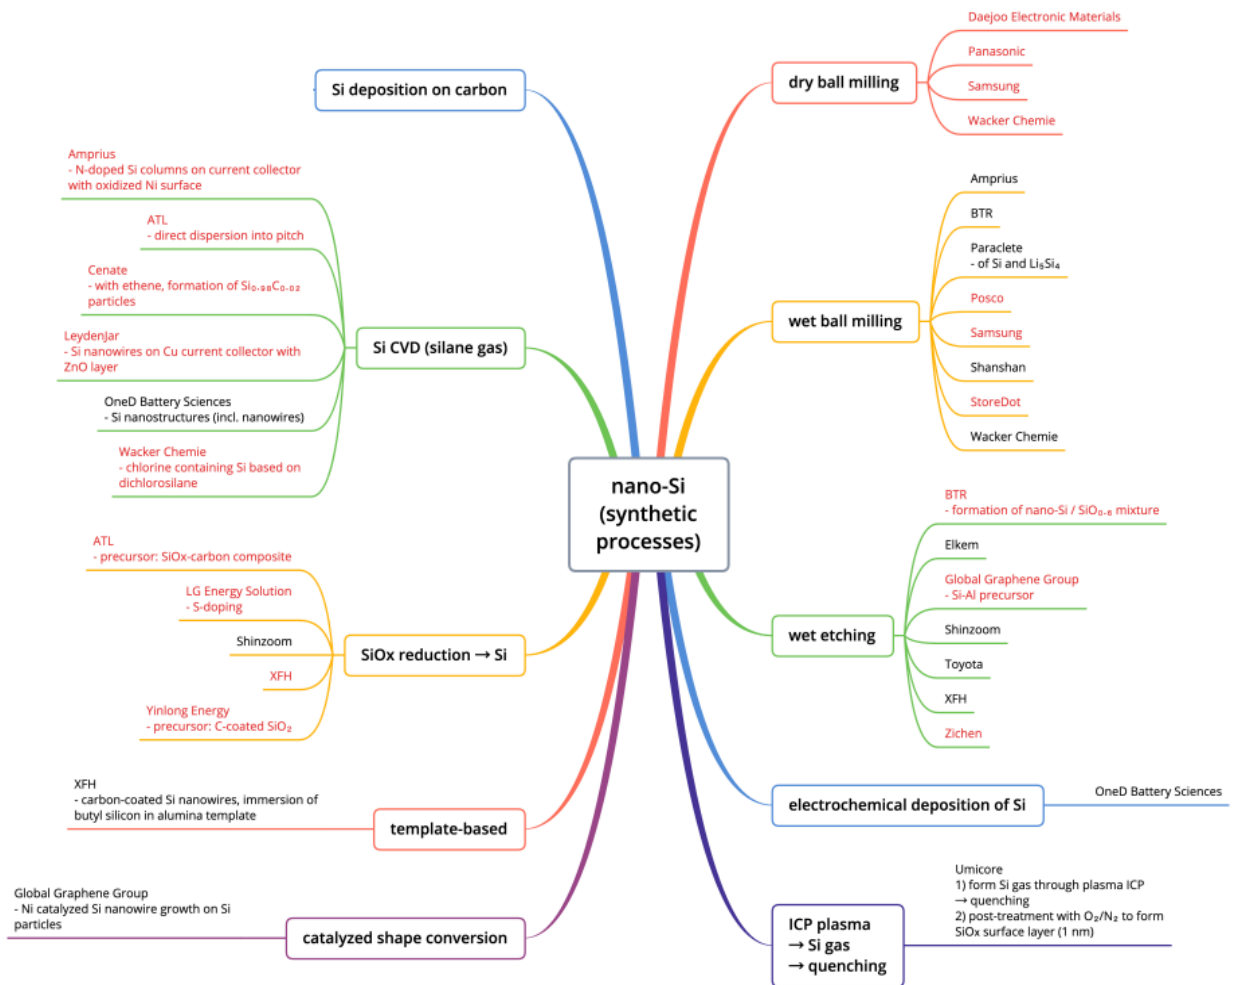 Si deposition on carbon
Amprius
- N-doped Si columns on current collector
with oxidized Ni surface
ATL
- direct dispersion into pitch
Cenate
- with ethene, formation of Si₀.₉₈C₀.₀₂
particles
LeydenJar
- Si nanowires on Cu current collector with
ZnO layer
OneD Battery Sciences
- Si nanostructures (incl. nanowires)
Wacker Chemie
- chlorine containing Si based on
dichlorosilane
Si CVD (silane gas)
ATL
- precursor: SiOx-carbon composite
LG Energy Solution
- S-doping
Shinzoom
XFH
Yinlong Energy
- precursor: C-coated SiO₂
SiOx reduction → Si
XFH
- carbon-coated Si nanowires, immersion of
butyl silicon in alumina template
template-based
Global Graphene Group
- Ni catalyzed Si nanowire growth on Si
particles
catalyzed shape conversion
nano-Si
(synthetic
processes)
dry ball milling
Daejoo Electronic Materials
Panasonic
Samsung
Wacker Chemie
wet ball milling
Amprius
BTR
Paraclete
- of Si and Li₅Si₄
Posco
Samsung
Shanshan
StoreDot
Wacker Chemie
wet etching
BTR
- formation of nano-Si / SiO₀.₆ mixture
Elkem
Global Graphene Group
- Si-Al precursor
Shinzoom
Toyota
XFH
Zichen
electrochemical deposition of Si
OneD Battery Sciences
ICP plasma
→ Si gas
→ quenching
Umicore
1) form Si gas through plasma ICP
→ quenching
2) post-treatment with O₂/N₂ to form
SiOx surface layer (1 nm)